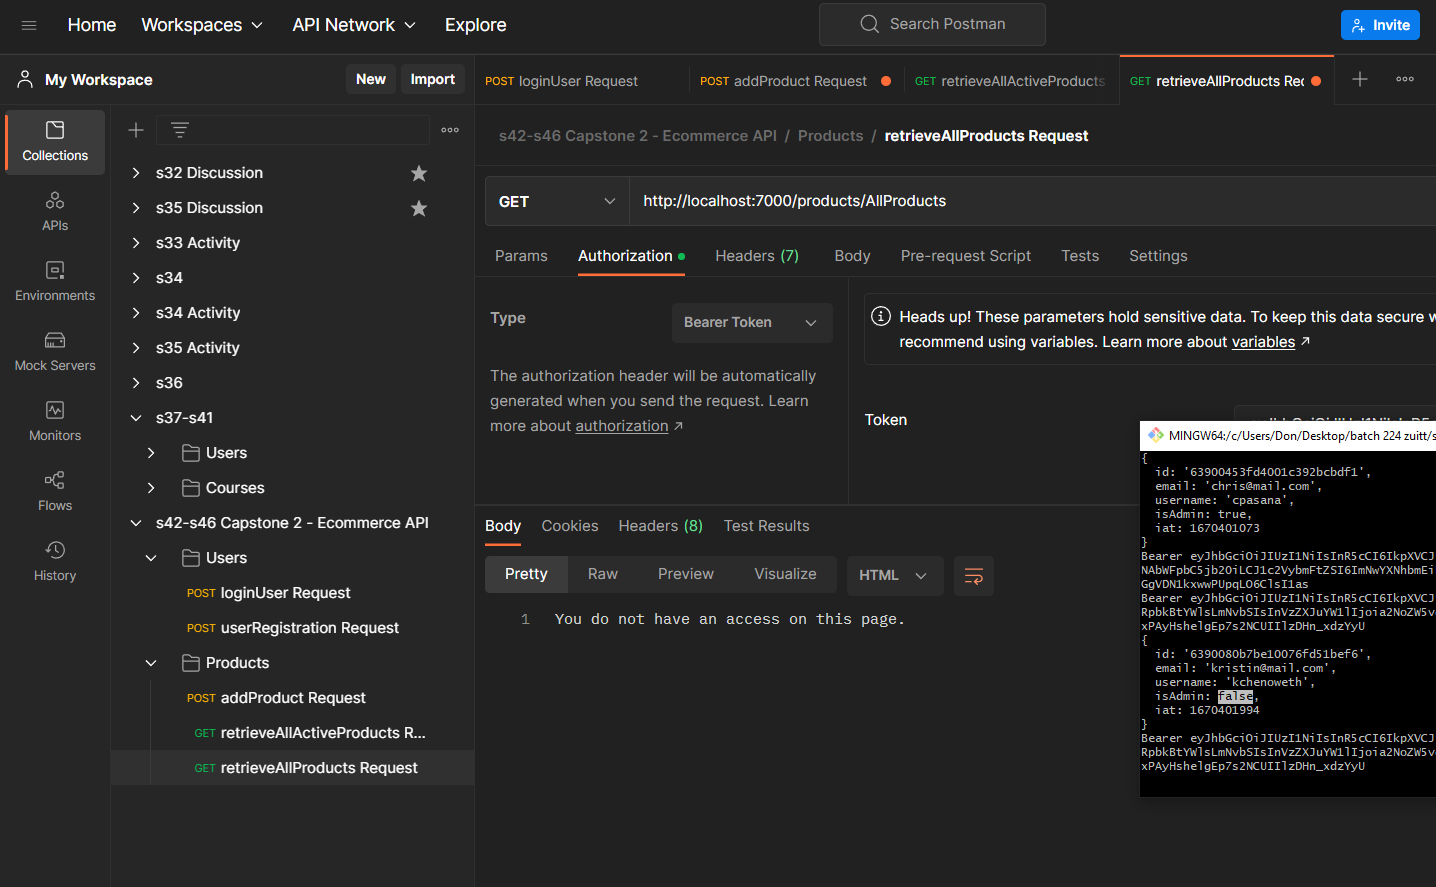 Home
Workspaces
API Network
Explore
Search Postman
Invite
My Workspace
New
Import
POST loginUser Request
POST addProduct Request
GET retrieveAllActiveProducts
GET retrieveAllProducts Rec
Collections
APIs
Environments
Mock Servers
Monitors
Flows
History
s32 Discussion
s35 Discussion
s33 Activity
s34
s34 Activity
s35 Activity
s36
s37-s41
Users
Courses
s42-s46 Capstone 2 - Ecommerce API
Users
POST loginUser Request
POST userRegistration Request
Products
POST addProduct Request
GET retrieveAllActiveProducts R...
GET retrieveAllProducts Request
s42-s46 Capstone 2 - Ecommerce API / Products / retrieveAllProducts Request
GET
http://localhost:7000/products/AllProducts
Params
Authorization
Headers (7)
Body
Pre-request Script
Tests
Settings
Type
Bearer Token
The authorization header will be automatically
generated when you send the request. Learn
more about authorization ↗
Heads up! These parameters hold sensitive data. To keep this data secure w
recommend using variables. Learn more about variables ↗
Token
Body
Cookies
Headers (8)
Test Results
Pretty
Raw
Preview
Visualize
HTML
1 You do not have an access on this page.
MINGW64:/c/Users/Don/Desktop/batch 224 zuitt/s
{
id: '63900453fd4001c392bcbdf1',
email: 'chris@mail.com',
username: 'cpasana',
isAdmin: true,
iat: 1670401073
}
Bearer eyJhbGciOiJIUzI1NiIsInR5cCI6IkpXVCJ
NAbWFpbC5jb20iLCJ1c2VybmFtZSI6ImNwYXNhbmEi
GgVDN1kxwwPUpqLO6ClsI1as
Bearer eyJhbGciOiJIUzI1NiIsInR5cCI6IkpXVCJ
RpbkBtYWlsLmNvbSIsInVzZXJuYW1lIjoia2NoZW5v
xPAyHshelgEp7s2NCUIIlzDHn_xdzYyU
{
id: '6390080b7be10076fd51bef6',
email: 'kristin@mail.com',
username: 'kchenoweth',
isAdmin: false,
iat: 1670401994
}
Bearer eyJhbGciOiJIUzI1NiIsInR5cCI6IkpXVCJ
RpbkBtYWlsLmNvbSIsInVzZXJuYW1lIjoia2NoZW5v
xPAyHshelgEp7s2NCUIIlzDHn_xdzYyU